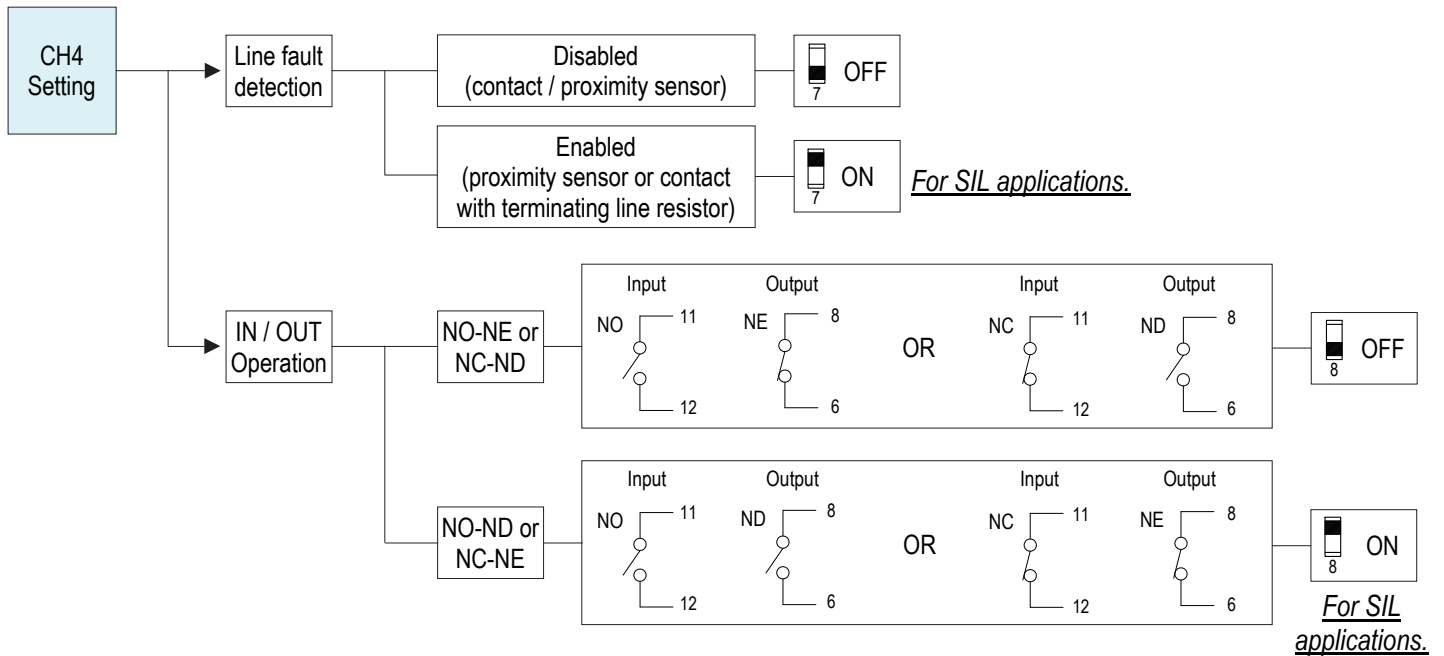 CH4
Setting
Line fault
detection
Disabled
(contact / proximity sensor)
7
OFF
Enabled
(proximity sensor or contact
with terminating line resistor)
7
ON
For SIL applications.
IN / OUT
Operation
NO-NE or
NC-ND
Input
NO
11
12
Output
NE
8
6
OR
Input
NC
11
12
Output
ND
8
6
8
OFF
NO-ND or
NC-NE
Input
NO
11
12
Output
ND
8
6
OR
Input
NC
11
12
Output
NE
8
6
8
ON
For SIL
applications.